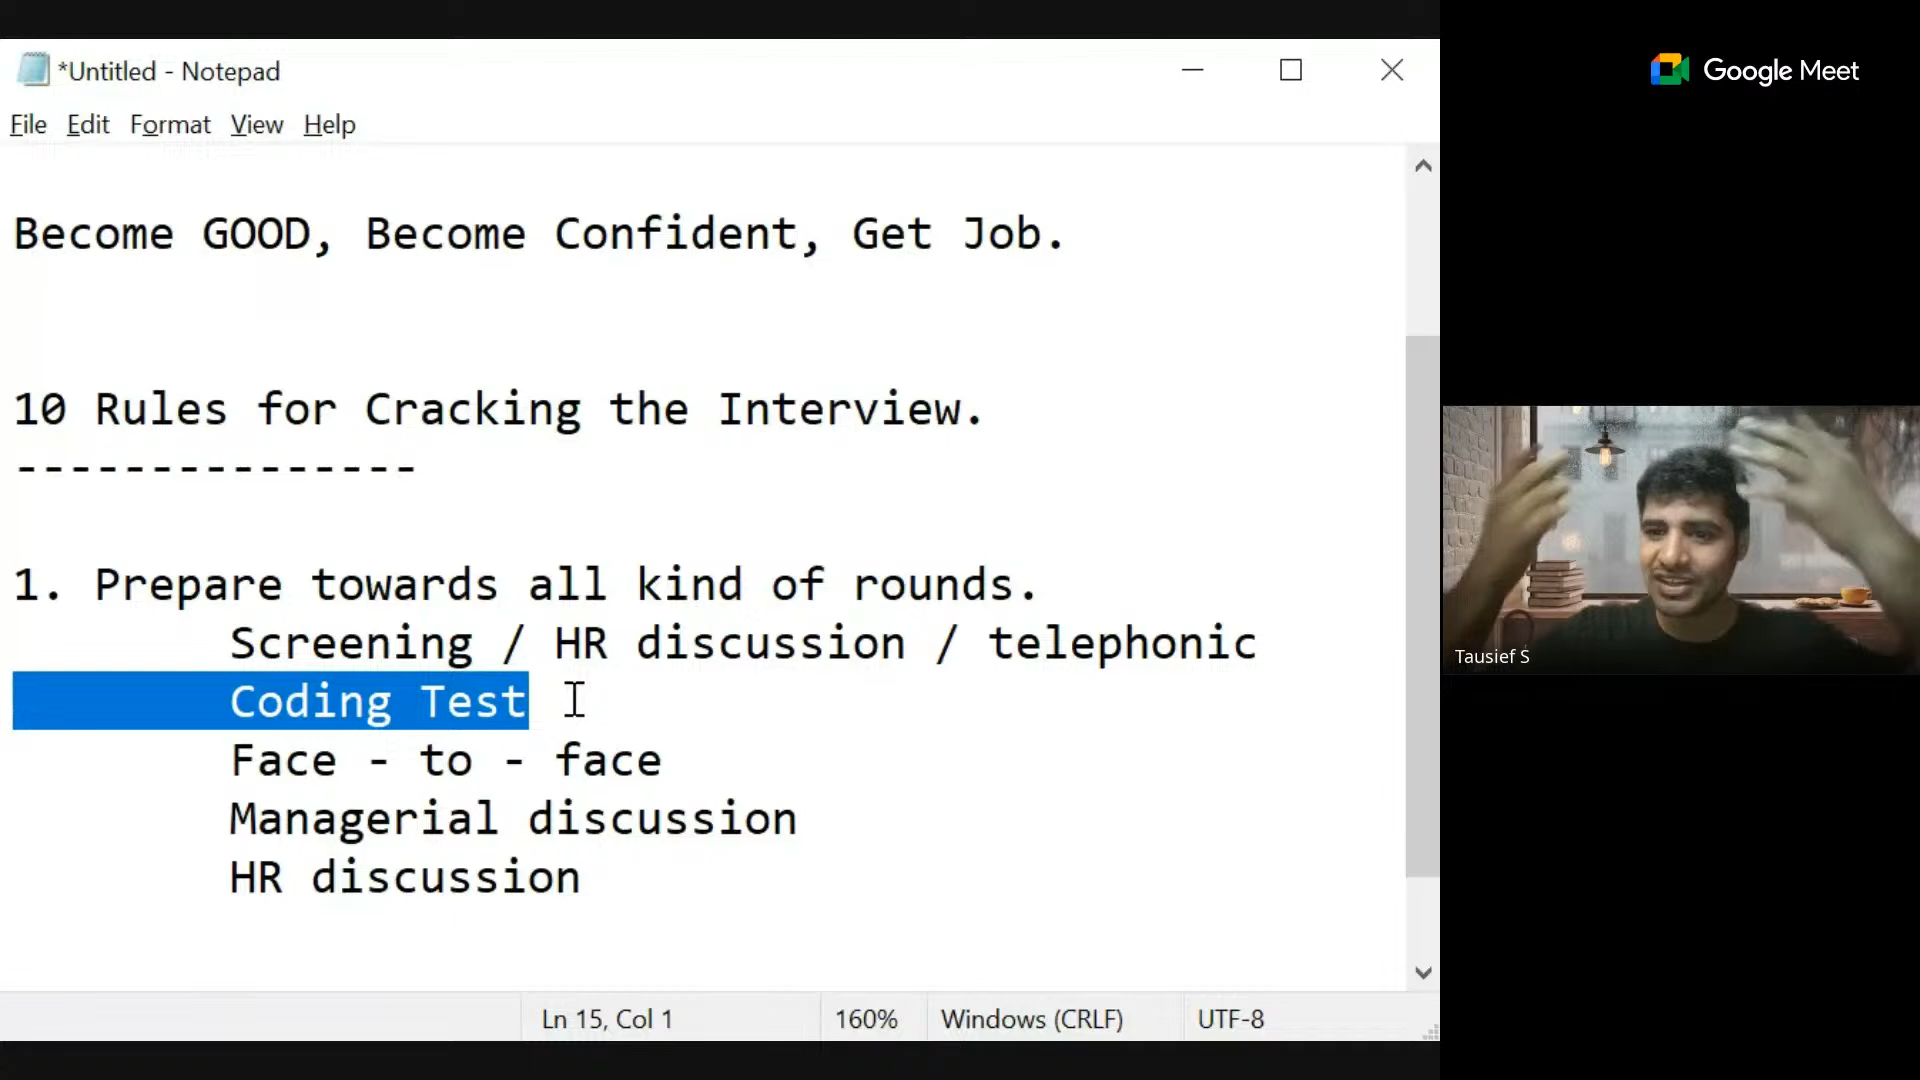 *Untitled - Notepad
File Edit Format View Help
Become GOOD, Become Confident, Get Job.
10 Rules for Cracking the Interview.
---------------
1. Prepare towards all kind of rounds.
Screening / HR discussion / telephonic
Coding Test
Face - to - face
Managerial discussion
HR discussion
Ln 15, Col 1
160%
Windows (CRLF)
UTF-8
Google Meet
Tausief S